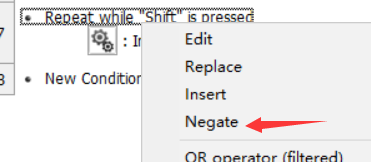 7
Repeat while "Shift" is pressed
: I
8
New Condition
Edit
Replace
Insert
Negate
OR operator (filtered)